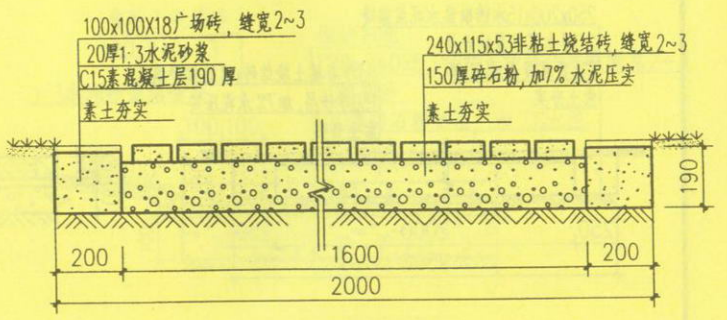 100x100X18广场砖,缝宽2~3
20厚1:3水泥砂浆
C15素混凝土层190厚
素土夯实
240x115x53非粘土烧结砖,缝宽2~3
150厚碎石粉,加7%水泥压实
素土夯实
190
200
1600
200
2000